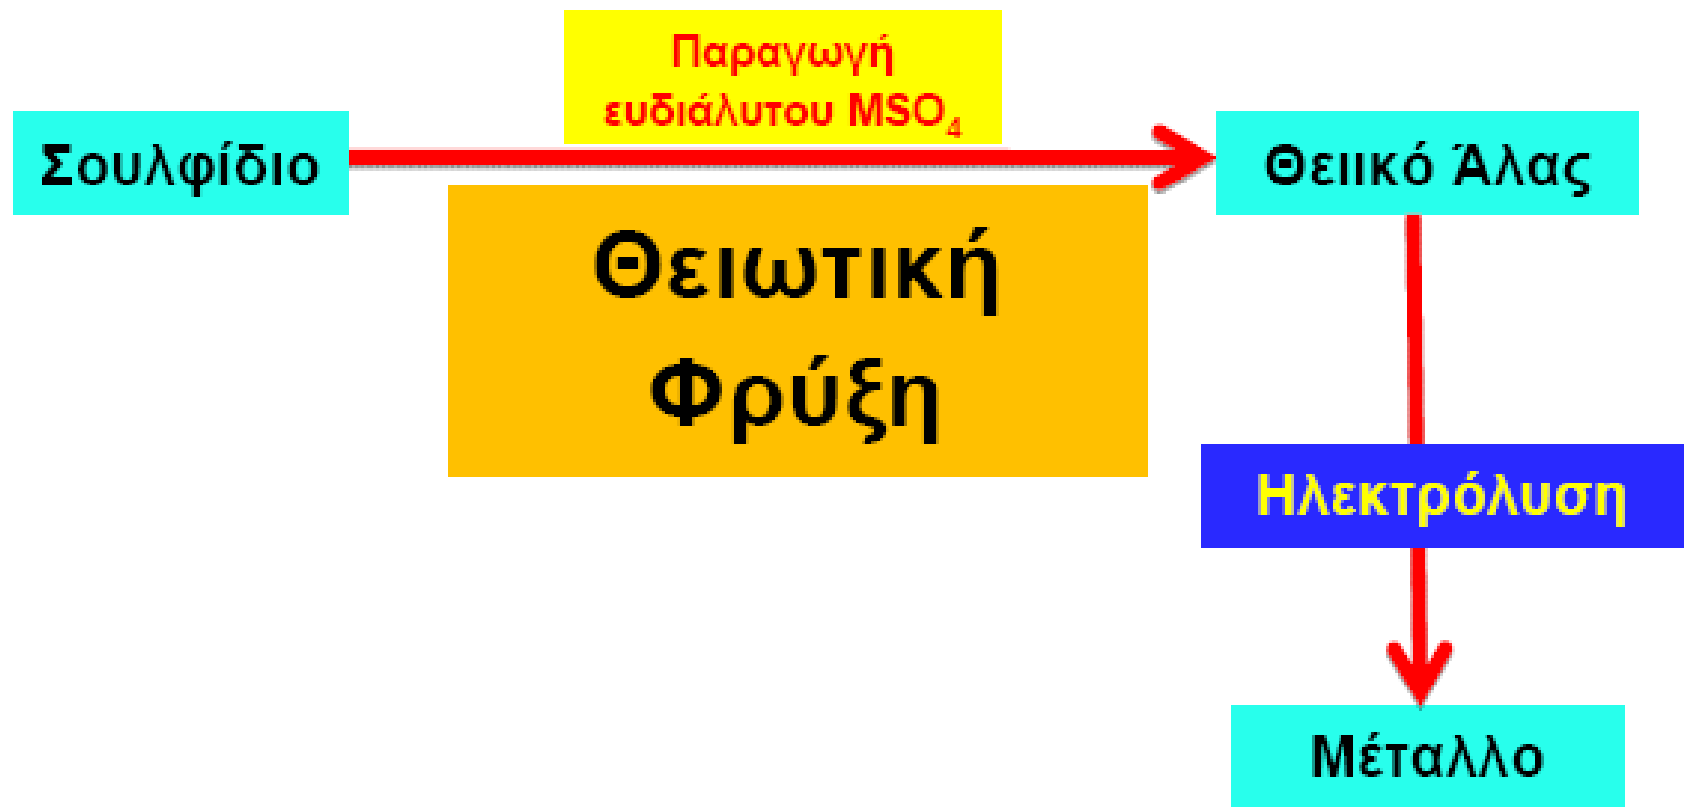 Παραγωγή
ευδιάλυτου MSO₄
Σουλφίδιο
Θειικό Άλας
Θειωτική
Φρύξη
Ηλεκτρόλυση
Μέταλλο